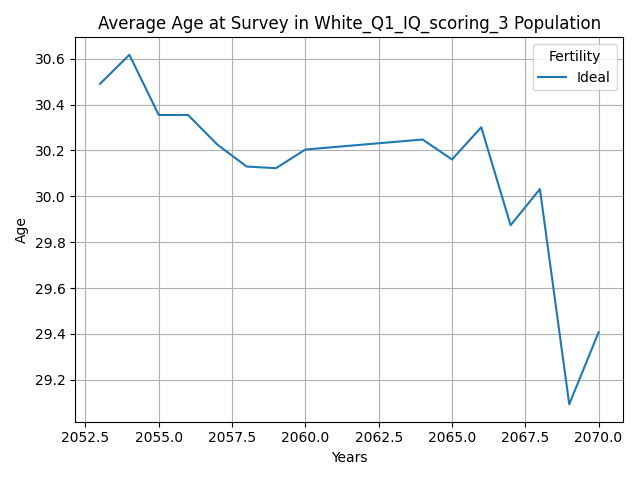 Average Age at Survey in White_Q1_IQ_scoring_3 Population
Fertility
Ideal
Age
30.6
30.4
30.2
30.0
29.8
29.6
29.4
29.2
2052.5 2055.0 2057.5 2060.0 2062.5 2065.0 2067.5 2070.0
Years